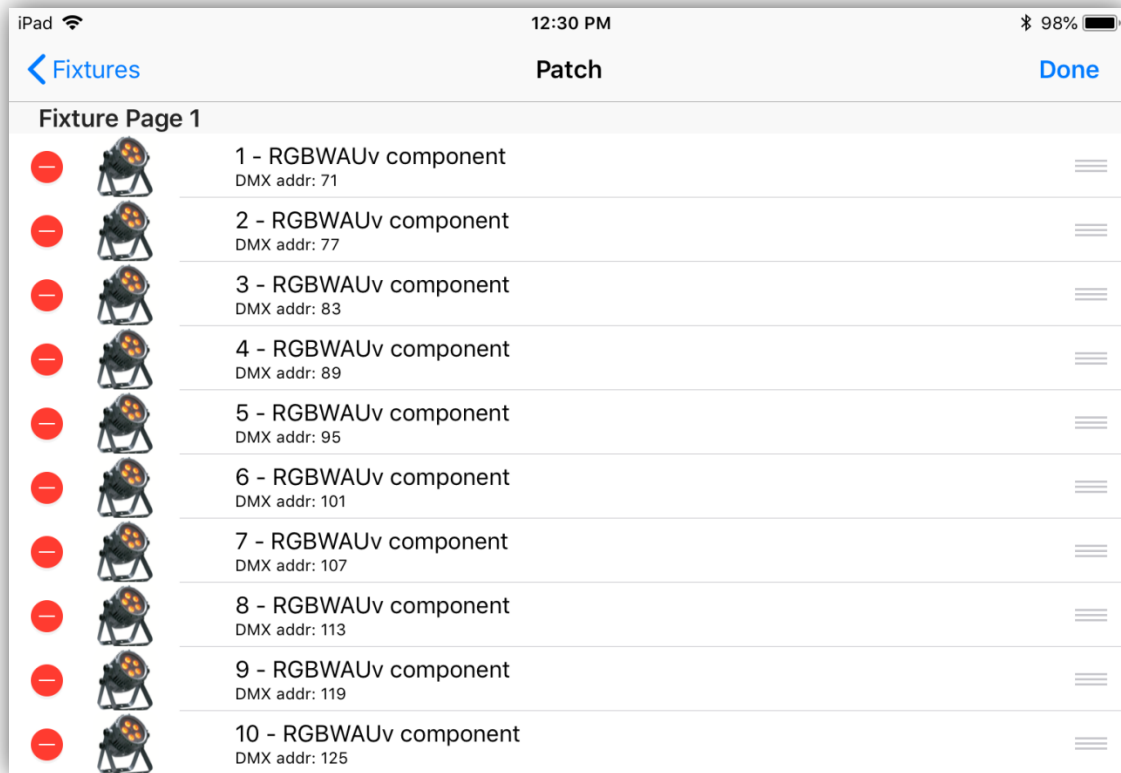 iPad 12:30 PM 98%
Fixtures Patch Done
Fixture Page 1
1 - RGBWAUv component
DMX addr: 71
2 - RGBWAUv component
DMX addr: 77
3 - RGBWAUv component
DMX addr: 83
4 - RGBWAUv component
DMX addr: 89
5 - RGBWAUv component
DMX addr: 95
6 - RGBWAUv component
DMX addr: 101
7 - RGBWAUv component
DMX addr: 107
8 - RGBWAUv component
DMX addr: 113
9 - RGBWAUv component
DMX addr: 119
10 - RGBWAUv component
DMX addr: 125